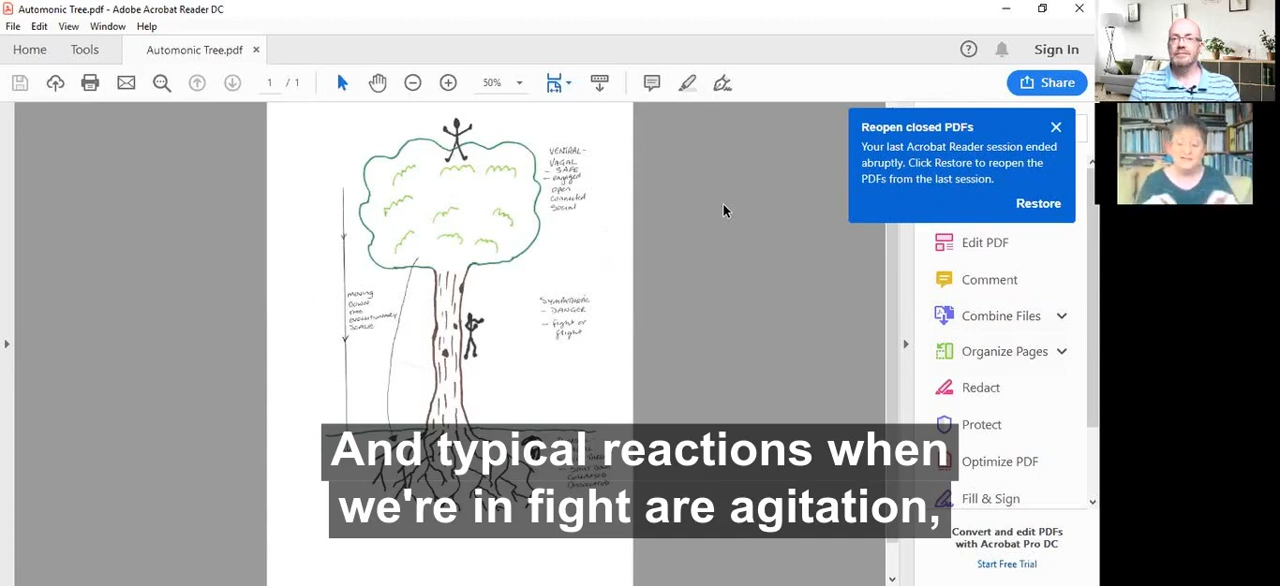 Automonic Tree.pdf - Adobe Acrobat Reader DC
File Edit View Window Help
Home Tools Automonic Tree.pdf × Sign In
1 / 1 50% Share
Reopen closed PDFs
Your last Acrobat Reader session ended
abruptly. Click Restore to reopen the
PDFs from the last session.
Restore
VENTRAL-
VAGAL
- SAFE
- engaged
open
connected
social
MOVING
DOWN
THE
EVOLUTIONARY
SCALE
SYMPATHETIC
- DANGER
- fight or
flight
Edit PDF
Comment
Combine Files
Organize Pages
Redact
Protect
Optimize PDF
Fill & Sign
Convert and edit PDFs
with Acrobat Pro DC
Start Free Trial
And typical reactions when
we're in fight are agitation,